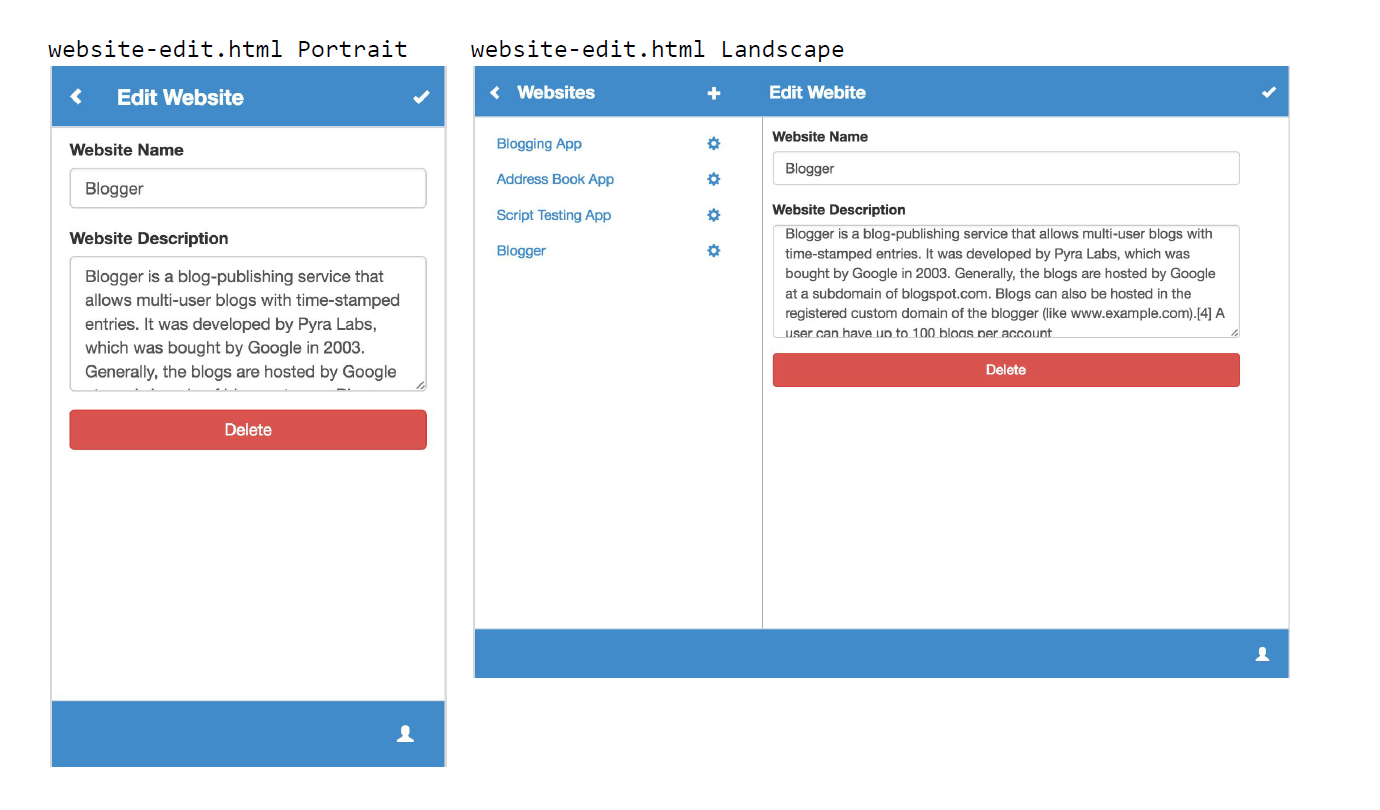 website-edit.html Portrait
Edit Website
Website Name
Blogger
Website Description
Blogger is a blog-publishing service that
allows multi-user blogs with time-stamped
entries. It was developed by Pyra Labs,
which was bought by Google in 2003.
Generally, the blogs are hosted by Google
Delete
website-edit.html Landscape
Websites
Edit Webite
Blogging App
Address Book App
Script Testing App
Blogger
Website Name
Blogger
Website Description
Blogger is a blog-publishing service that allows multi-user blogs with
time-stamped entries. It was developed by Pyra Labs, which was
bought by Google in 2003. Generally, the blogs are hosted by Google
at a subdomain of blogspot.com. Blogs can also be hosted in the
registered custom domain of the blogger (like www.example.com).[4] A
user can have up to 100 blogs per account
Delete